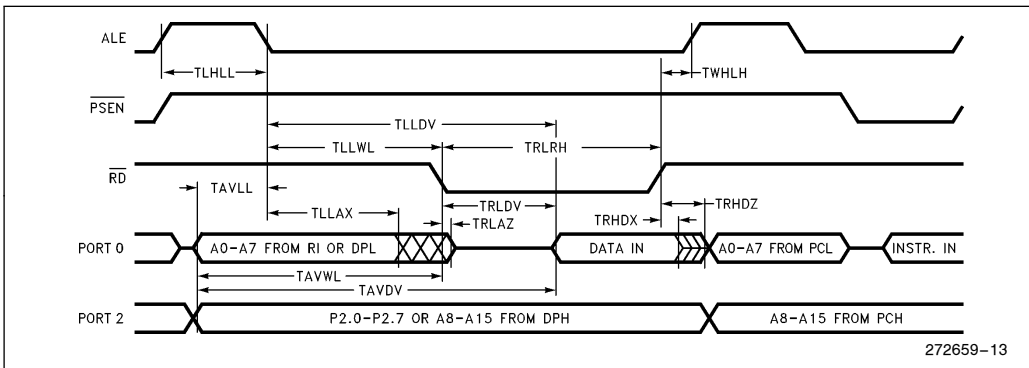 ALE
TLHLL
TWHLH
PSEN
TLLDV
TLLWL
TRLRH
RD
TAVLL
TRLDV
TRHDZ
TLLAX
TRLAZ
TRHDX
PORT 0
A0-A7 FROM RI OR DPL
DATA IN
A0-A7 FROM PCL
INSTR. IN
TAVWL
TAVDV
PORT 2
P2.0-P2.7 OR A8-A15 FROM DPH
A8-A15 FROM PCH
272659-13